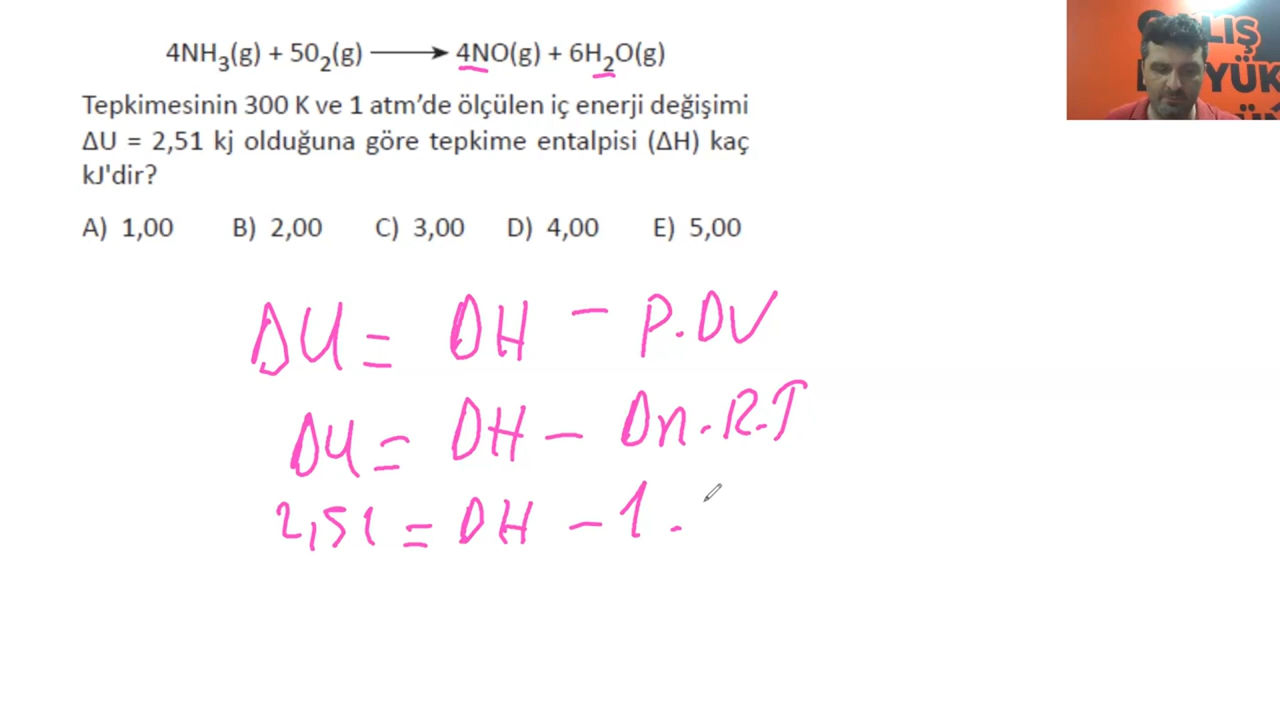 4NH₃(g) + 5O₂(g) ⟶ 4NO(g) + 6H₂O(g)
Tepkimesinin 300 K ve 1 atm’de ölçülen iç enerji değişimi
ΔU = 2,51 kj olduğuna göre tepkime entalpisi (ΔH) kaç
kJ'dir?
A) 1,00 B) 2,00 C) 3,00 D) 4,00 E) 5,00
ΔU = ΔH - P.ΔV
ΔU = ΔH - Δn.R.T
2,51 = ΔH - 1.